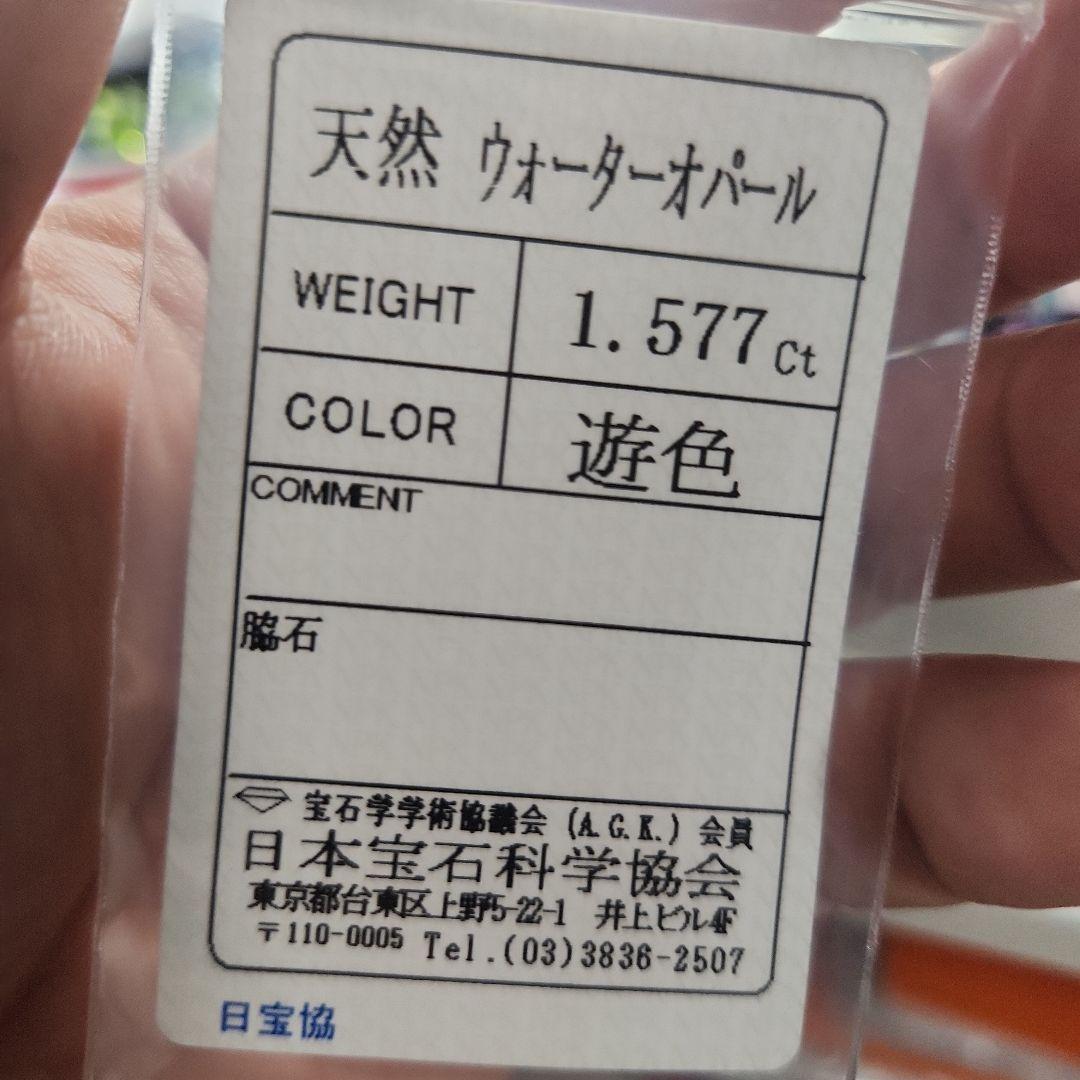 天然 ウォーターオパール
WEIGHT 1.577ct
COLOR 遊色
COMMENT
脇石
宝石学学術協議会 (A.G.K.) 会員
日本宝石科学協会
東京都台東区上野5-22-1 井上ビル4F
〒110-0005 Tel.(03)3836-2507
日宝協